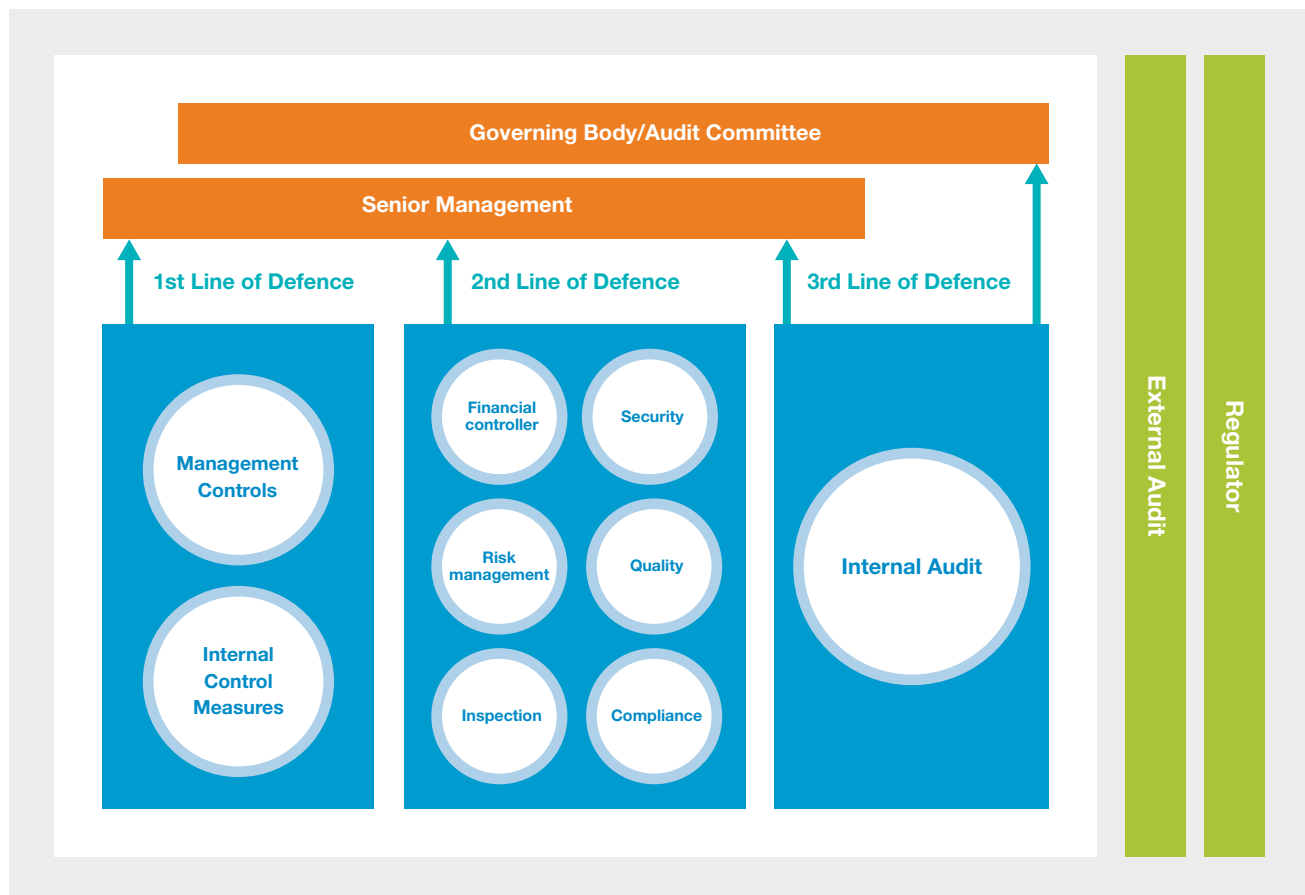 Governing Body/Audit Committee
Senior Management
1st Line of Defence
2nd Line of Defence
3rd Line of Defence
Management
Controls
Internal
Control
Measures
Financial
controller
Security
Risk
management
Quality
Inspection
Compliance
Internal Audit
External Audit
Regulator